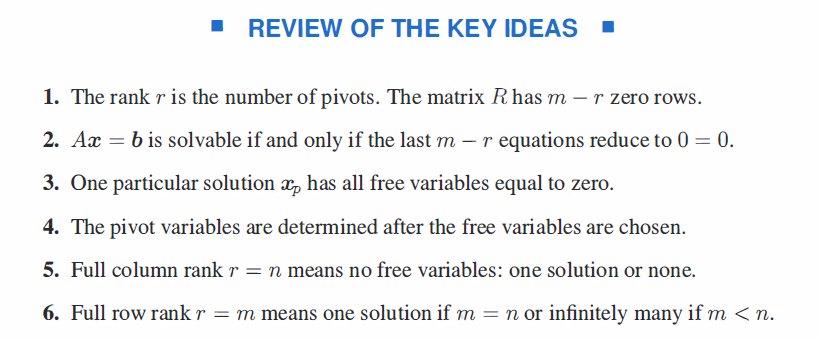 REVIEW OF THE KEY IDEAS
1. The rank r is the number of pivots. The matrix R has m − r zero rows.
2. Ax = b is solvable if and only if the last m − r equations reduce to 0 = 0.
3. One particular solution xₚ has all free variables equal to zero.
4. The pivot variables are determined after the free variables are chosen.
5. Full column rank r = n means no free variables: one solution or none.
6. Full row rank r = m means one solution if m = n or infinitely many if m < n.